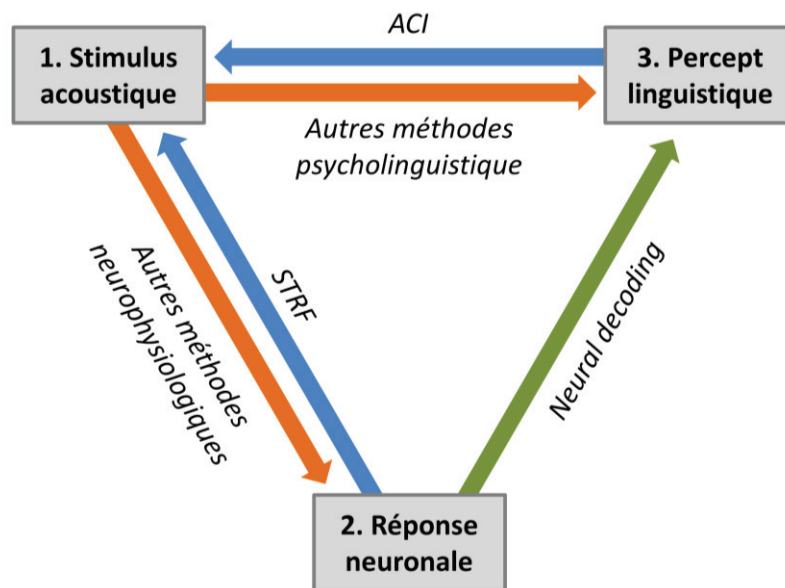 ACI
1. Stimulus
acoustique
3. Percept
linguistique
Autres méthodes
psycholinguistique
Autres méthodes
neurophysiologiques
STRF
Neural decoding
2. Réponse
neuronale